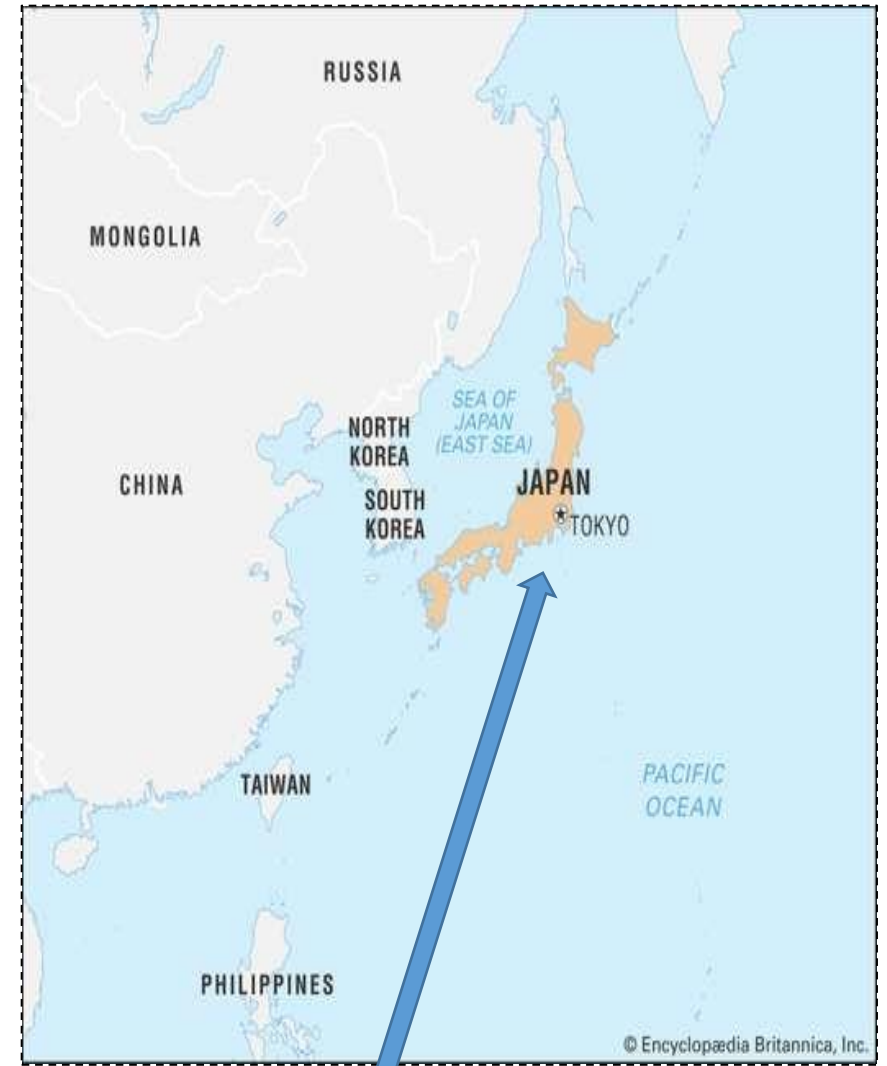 RUSSIA
MONGOLIA
SEA OF
JAPAN
(EAST SEA)
NORTH
KOREA
JAPAN
CHINA
SOUTH
KOREA
TOKYO
TAIWAN
PACIFIC
OCEAN
PHILIPPINES
© Encyclopædia Britannica, Inc.